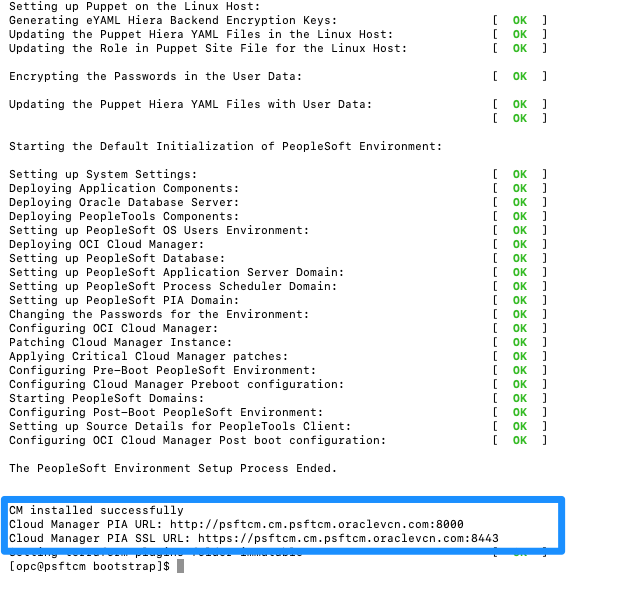 Setting up Puppet on the Linux Host:
Generating eYAML Hiera Backend Encryption Keys: [ OK ]
Updating the Puppet Hiera YAML Files in the Linux Host: [ OK ]
Updating the Role in Puppet Site File for the Linux Host: [ OK ]
Encrypting the Passwords in the User Data: [ OK ]
Updating the Puppet Hiera YAML Files with User Data: [ OK ]
[ OK ]
Starting the Default Initialization of PeopleSoft Environment:
Setting up System Settings: [ OK ]
Deploying Application Components: [ OK ]
Deploying Oracle Database Server: [ OK ]
Deploying PeopleTools Components: [ OK ]
Setting up PeopleSoft OS Users Environment: [ OK ]
Deploying OCI Cloud Manager: [ OK ]
Setting up PeopleSoft Database: [ OK ]
Setting up PeopleSoft Application Server Domain: [ OK ]
Setting up PeopleSoft Process Scheduler Domain: [ OK ]
Setting up PeopleSoft PIA Domain: [ OK ]
Changing the Passwords for the Environment: [ OK ]
Configuring OCI Cloud Manager: [ OK ]
Patching Cloud Manager Instance: [ OK ]
Applying Critical Cloud Manager patches: [ OK ]
Configuring Pre-Boot PeopleSoft Environment: [ OK ]
Configuring Cloud Manager Preboot configuration: [ OK ]
Starting PeopleSoft Domains: [ OK ]
Configuring Post-Boot PeopleSoft Environment: [ OK ]
Setting up Source Details for PeopleTools Client: [ OK ]
Configuring OCI Cloud Manager Post boot configuration: [ OK ]
The PeopleSoft Environment Setup Process Ended.
CM installed successfully
Cloud Manager PIA URL: http://psftcm.cm.psftcm.oraclevcn.com:8000
Cloud Manager PIA SSL URL: https://psftcm.cm.psftcm.oraclevcn.com:8443
[opc@psftcm bootstrap]$